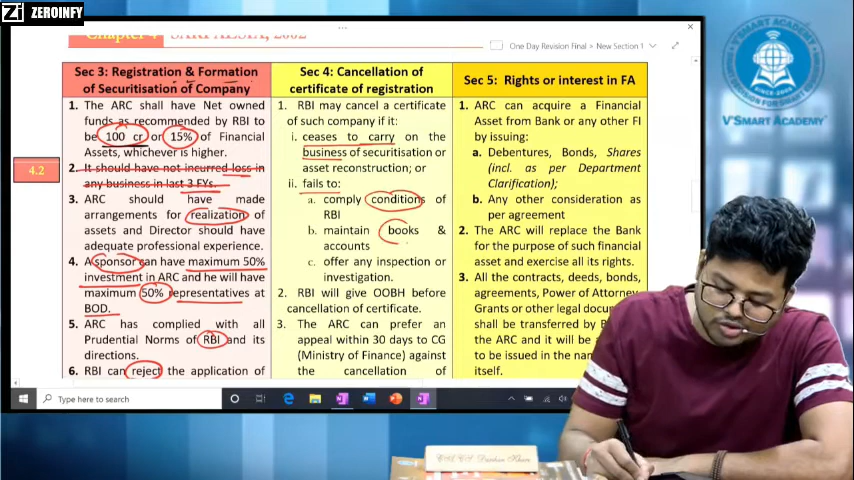 Zi ZEROINFY
Chapter 4 SARFAESIA, 2002
One Day Revision Final > New Section 1
V'SMART ACADEMY
Sec 3: Registration & Formation
of Securitisation of Company
1. The ARC shall have Net owned
funds as recommended by RBI to
be 100 cr or 15% of Financial
Assets, whichever is higher.
4.2
2. It should have not incurred loss in
any business in last 3 FYs.
3. ARC should have made
arrangements for realization of
assets and Director should have
adequate professional experience.
4. A sponsor can have maximum 50%
investment in ARC and he will have
maximum 50% representatives at
BOD.
5. ARC has complied with all
Prudential Norms of RBI and its
directions.
6. RBI can reject the application of
Sec 4: Cancellation of
certificate of registration
1. RBI may cancel a certificate
of such company if it:
i. ceases to carry on the
business of securitisation or
asset reconstruction; or
ii. fails to:
a. comply conditions of
RBI
b. maintain books &
accounts
c. offer any inspection or
investigation.
2. RBI will give OOBH before
cancellation of certificate.
3. The ARC can prefer an
appeal within 30 days to CG
(Ministry of Finance) against
the cancellation of
Sec 5: Rights or interest in FA
1. ARC can acquire a Financial
Asset from Bank or any other FI
by issuing:
a. Debentures, Bonds, Shares
(incl. as per Department
Clarification);
b. Any other consideration as
per agreement
2. The ARC will replace the Bank
for the purpose of such financial
asset and exercise all its rights.
3. All the contracts, deeds, bonds,
agreements, Power of Attorney
Grants or other legal
shall be transferred by
the ARC and it will be
to be issued in the
itself.
Type here to search